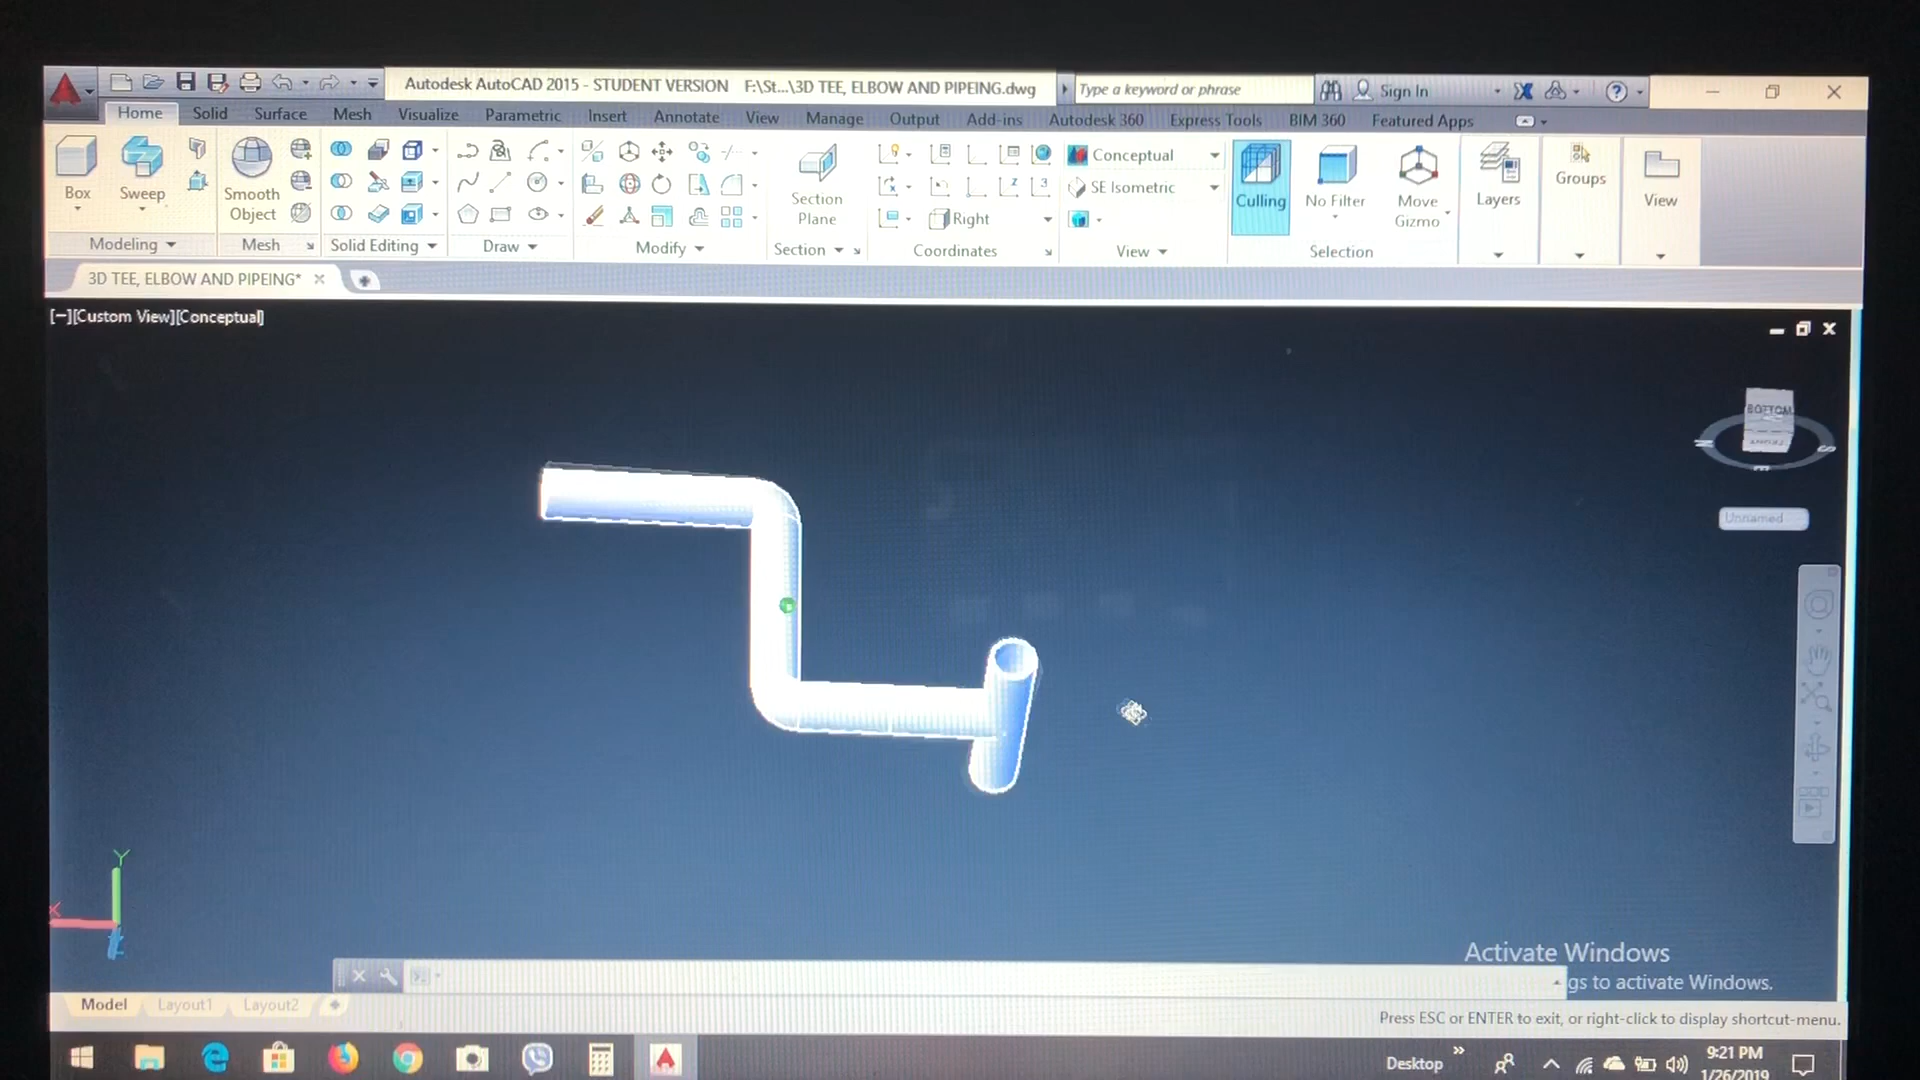 Autodesk AutoCAD 2015 - STUDENT VERSION F:\St...\3D TEE, ELBOW AND PIPEING.dwg
Type a keyword or phrase
Sign In
Home Solid Surface Mesh Visualize Parametric Insert Annotate View Manage Output Add-ins Autodesk 360 Express Tools BIM 360 Featured Apps
Box
Sweep
Smooth
Object
Section
Plane
Conceptual
SE Isometric
Right
Culling
No Filter
Move
Gizmo
Layers
Groups
View
Modeling
Mesh
Solid Editing
Draw
Modify
Section
Coordinates
View
Selection
3D TEE, ELBOW AND PIPEING*
[−][Custom View][Conceptual]
BOTTOM
Unnamed
Y
X
Activate Windows
gs to activate Windows.
Model Layout1 Layout2
Press ESC or ENTER to exit, or right-click to display shortcut-menu.
Desktop
9:21 PM
1/26/2019